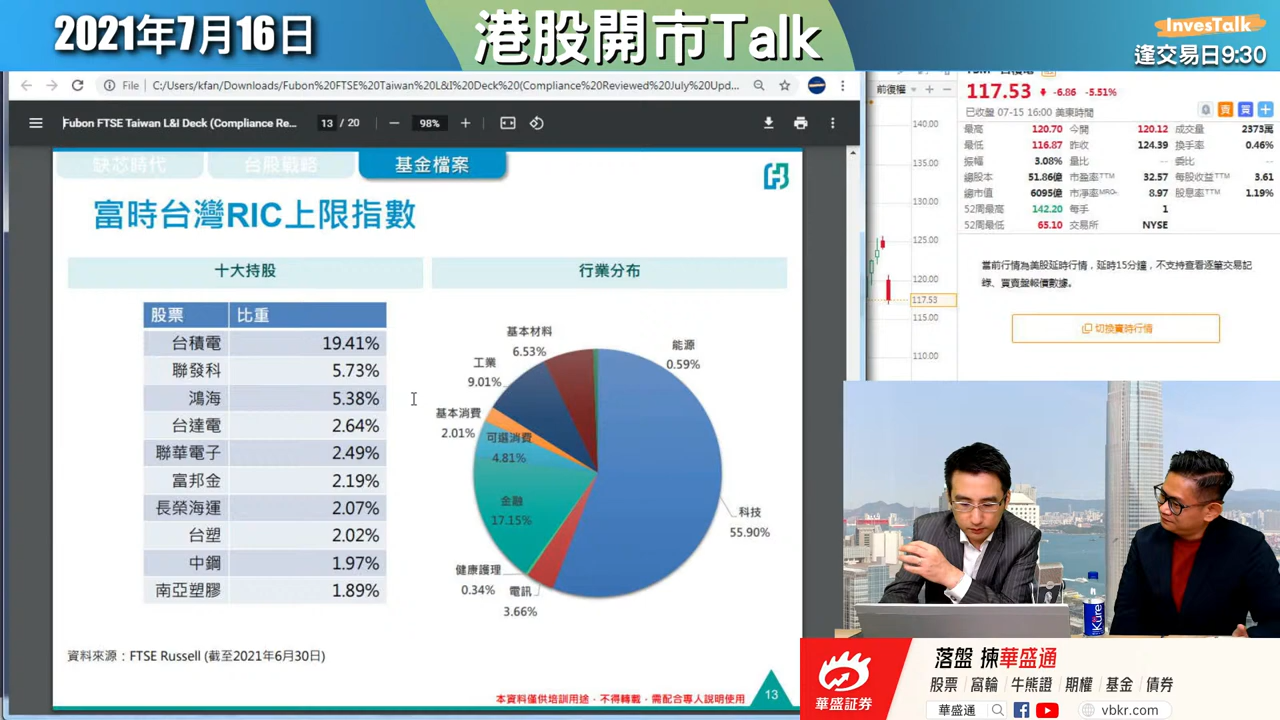 2021年7月16日
港股開市Talk
InvesTalk
逢交易日9:30
File
C:/Users/kfan/Downloads/Fubon%20FTSE%20Taiwan%20L&I%20Deck%20(Compliance%20Reviewed%20July%20Upd...
Fubon FTSE Taiwan L&I Deck (Compliance Re...
13 / 20
98%
缺芯時代
台股戰略
基金檔案
富時台灣RIC上限指數
十大持股
行業分布
股票 比重
台積電 19.41%
聯發科 5.73%
鴻海 5.38%
台達電 2.64%
聯華電子 2.49%
富邦金 2.19%
長榮海運 2.07%
台塑 2.02%
中鋼 1.97%
南亞塑膠 1.89%
能源
0.59%
基本材料
6.53%
工業
9.01%
基本消費
2.01%
可選消費
4.81%
金融
17.15%
科技
55.90%
健康護理
0.34%
電訊
3.66%
資料來源：FTSE Russell (截至2021年6月30日)
本資料僅供培訓用途，不得轉載，需配合專人說明使用
13
前復權
117.53 -6.86 -5.51%
已收盤 07-15 16:00 美東時間
賣
最高 120.70 今開 120.12 成交量 2373萬
最低 116.87 昨收 124.39 換手率 0.46%
振幅 3.08% 量比 -- 委比 --
總股本 51.86億 市盈率TTM 32.57 每股收益TTM 3.61
總市值 6095億 市淨率MRQ 8.97 股息率TTM 1.19%
52周最高 142.20 每手 1
52周最低 65.10 交易所 NYSE
當前行情為美股延時行情，延時15分鐘，不支持查看逐筆交易記
錄、買賣盤報價數據。
切換實時行情
140.00
135.00
130.00
125.00
120.00
117.53
115.00
110.00
Kure
華盛証券
落盤 揀華盛通
股票 | 窩輪 | 牛熊證 | 期權 | 基金 | 債券
華盛通
vbkr.com